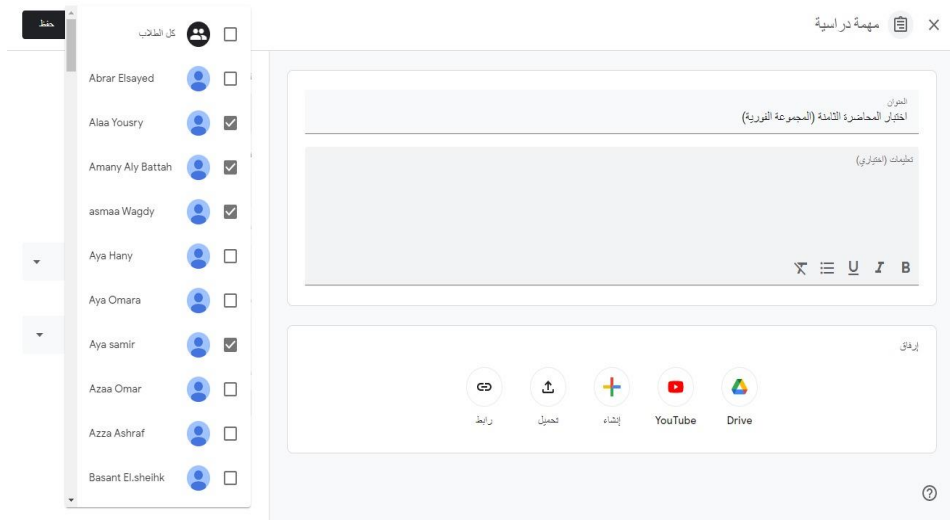 مهمة دراسية
حفظ
كل الطلاب
Abrar Elsayed
Alaa Yousry
Amany Aly Battah
asmaa Wagdy
Aya Hany
Aya Omara
Aya samir
Azaa Omar
Azza Ashraf
Basant El.sheihk
العنوان
اختبار المحاضرة الثامنة (المجموعة الفورية)
تعليمات (اختياري)
B I U
إرفاق
Drive
YouTube
إنشاء
تحميل
رابط